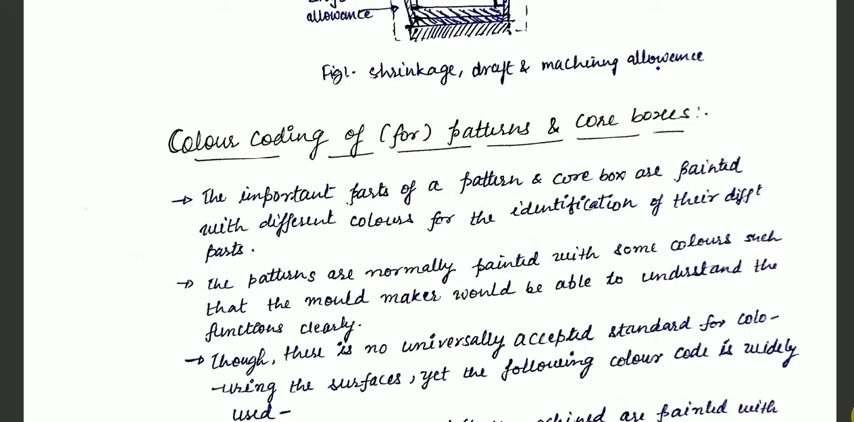 allowance
Fig1. Shrinkage, draft & machining allowance
Colour coding of (for) patterns & core boxes:.
→ The important parts of a pattern & core box are painted
with different colours for the identification of their difft
parts.
→ The patterns are normally painted with some colours such
that the mould maker would be able to understand the
functions clearly.
→ Though, there is no universally accepted standard for colo-
-uring the surfaces, yet the following colour code is widely
used-
machined are painted with